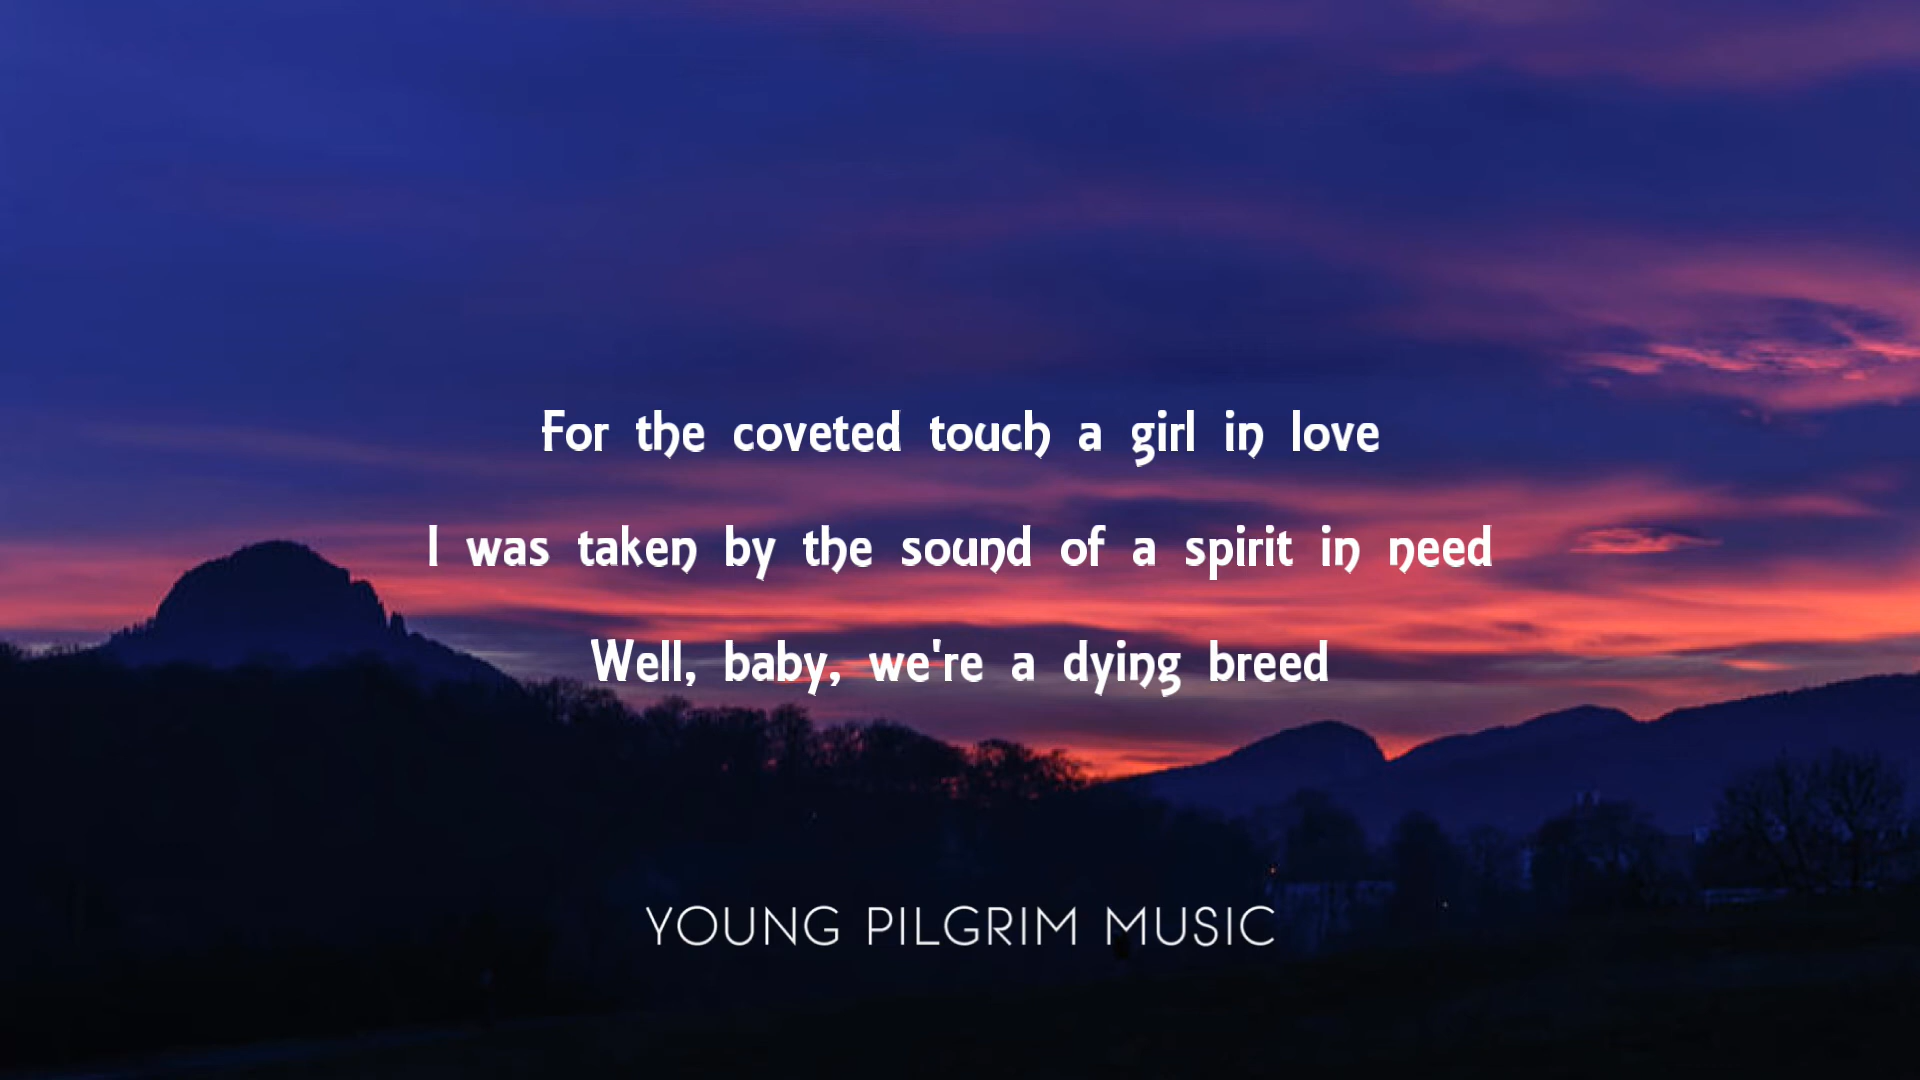 For the coveted touch a girl in love
I was taken by the sound of a spirit in need
Well, baby, we're a dying breed
YOUNG PILGRIM MUSIC